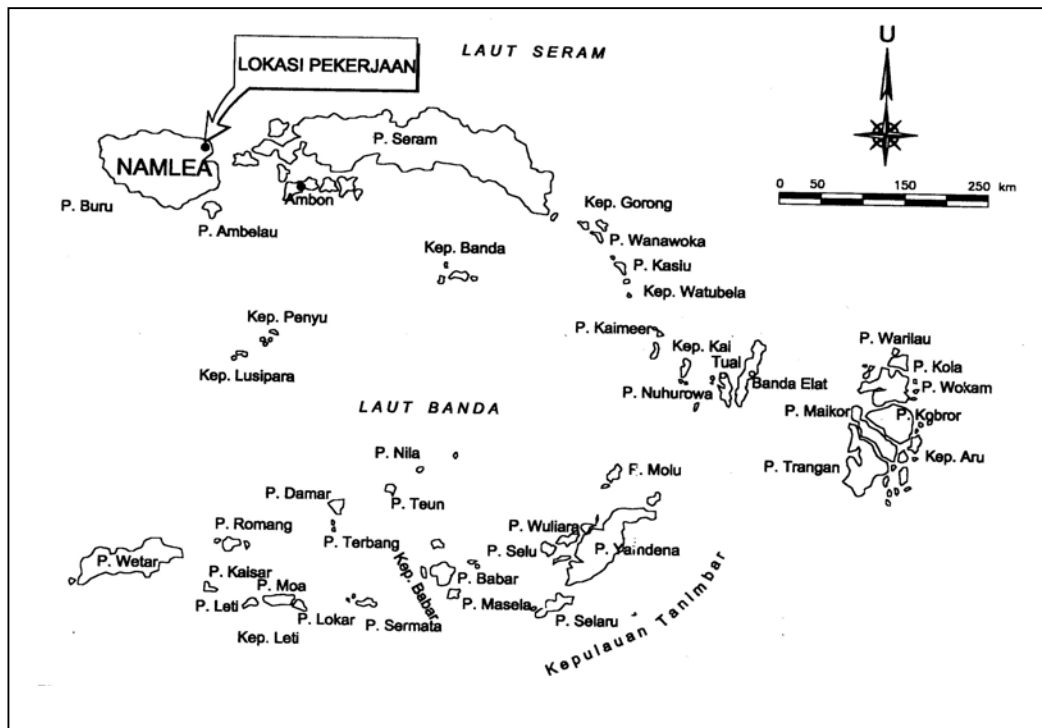 LAUT SERAM
U
LOKASI PEKERJAAN
P. Seram
NAMLEA
0 50 100 150 200 250 km
Ambon
P. Buru
P. Ambelau
Kep. Gorong
P. Wanawoka
Kep. Banda
P. Kasiu
Kep. Watubela
Kep. Penyu
P. Kaimeer
P. Warilau
Kep. Kai
P. Kola
Kep. Lusipara
Tual
P. Wokam
P. Nuhurowa
Banda Elat
LAUT BANDA
P. Maikor
P. Kobror
P. Nila
Kep. Aru
P. Molu
P. Trangan
P. Damar
P. Teun
P. Romang
P. Wuliara
P. Terbang
P. Selu
P. Yamdena
P. Wetar
Kep. Babar
P. Babar
P. Kaisar
P. Moa
P. Leti
P. Masela
P. Lokar
P. Sermata
P. Selaru
Kep. Leti
Kepulauan Tanimbar